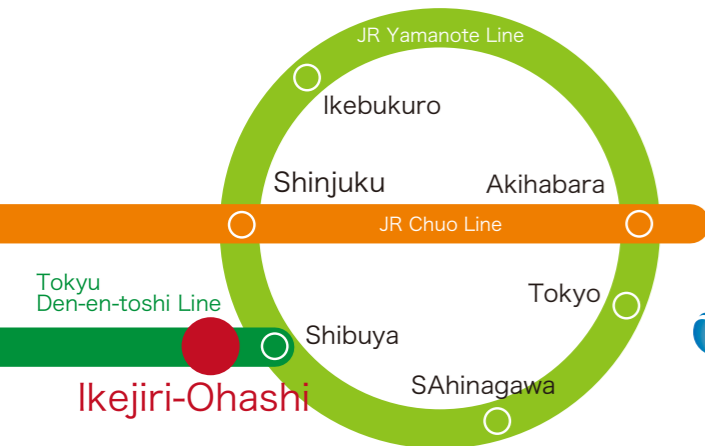 JR Yamanote Line
Ikebukuro
Shinjuku
Akihabara
JR Chuo Line
Tokyu
Den-en-toshi Line
Tokyo
Shibuya
SAhinagawa
Ikejiri-Ohashi